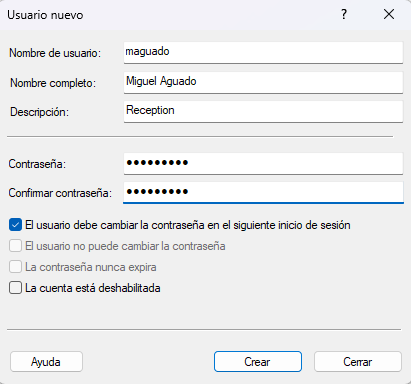 Usuario nuevo ? ×
Nombre de usuario: maguado
Nombre completo: Miguel Aguado
Descripción: Reception
Contraseña: •••••••••
Confirmar contraseña: •••••••••
El usuario debe cambiar la contraseña en el siguiente inicio de sesión
El usuario no puede cambiar la contraseña
La contraseña nunca expira
La cuenta está deshabilitada
Ayuda Crear Cerrar